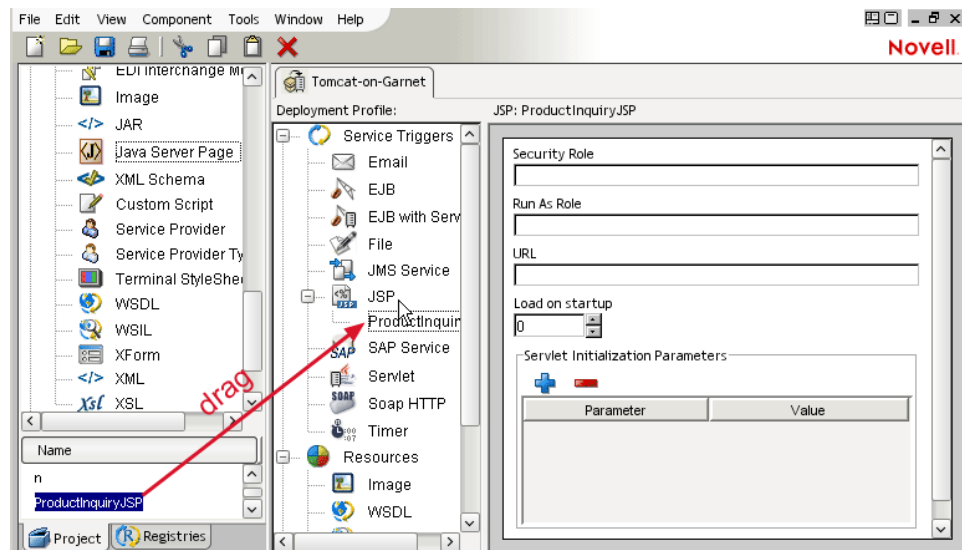 File Edit View Component Tools Window Help
Novell.
EDI Interchange M
Image
</> JAR
Java Server Page
XML Schema
Custom Script
Service Provider
Service Provider Ty
Terminal StyleShe
WSDL
WSIL
XForm
</> XML
Xsl XSL
Name
n
ProductInquiryJSP
Project
Registries
drag
Tomcat-on-Garnet
Deployment Profile:
Service Triggers
Email
EJB
EJB with Serv
File
JMS Service
JSP
ProductInquir
SAP SAP Service
Servlet
SOAP Soap HTTP
Timer
Resources
Image
WSDL
JSP: ProductInquiryJSP
Security Role
Run As Role
URL
Load on startup
0
Servlet Initialization Parameters
Parameter Value